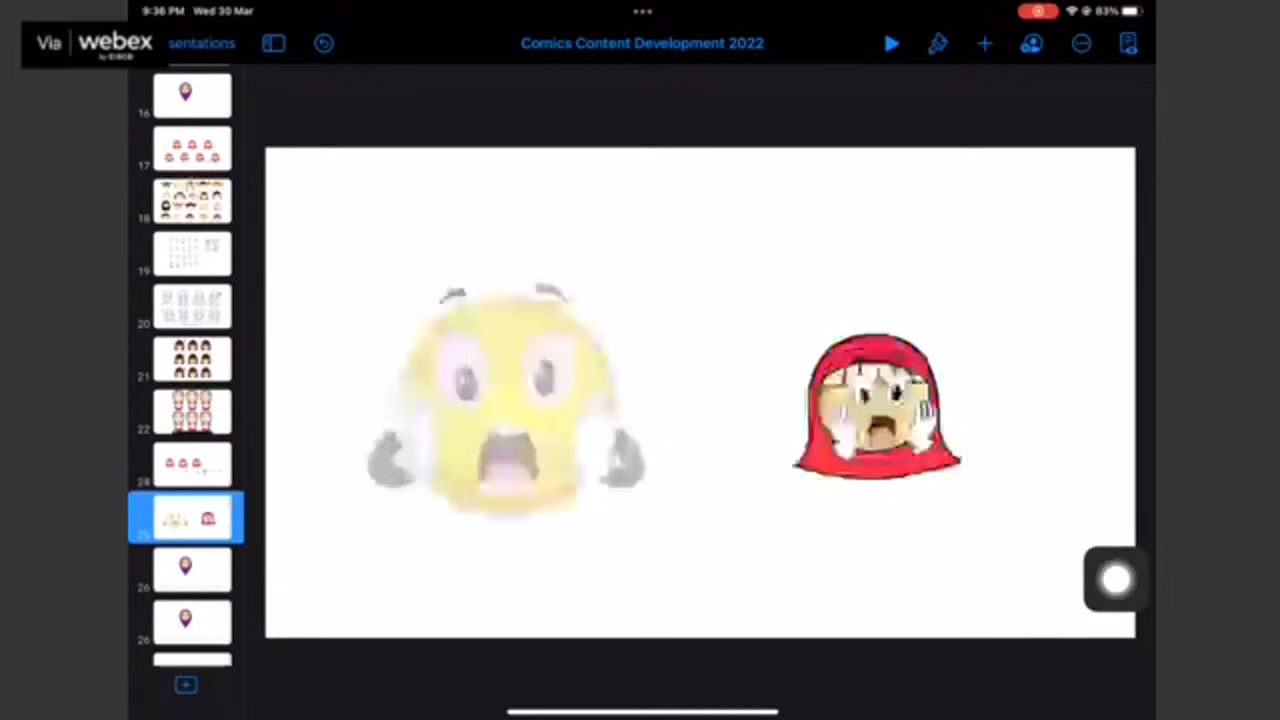 9:36 PM Wed 30 Mar
83%
Via webex
by CISCO
sentations
Comics Content Development 2022
16
17
18
19
20
21
22
26
26